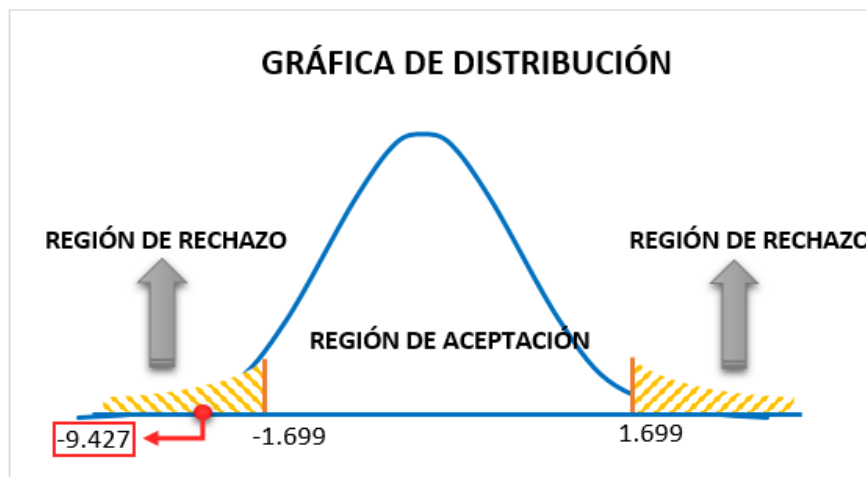 GRÁFICA DE DISTRIBUCIÓN
REGIÓN DE RECHAZO
REGIÓN DE RECHAZO
REGIÓN DE ACEPTACIÓN
-9.427
-1.699
1.699